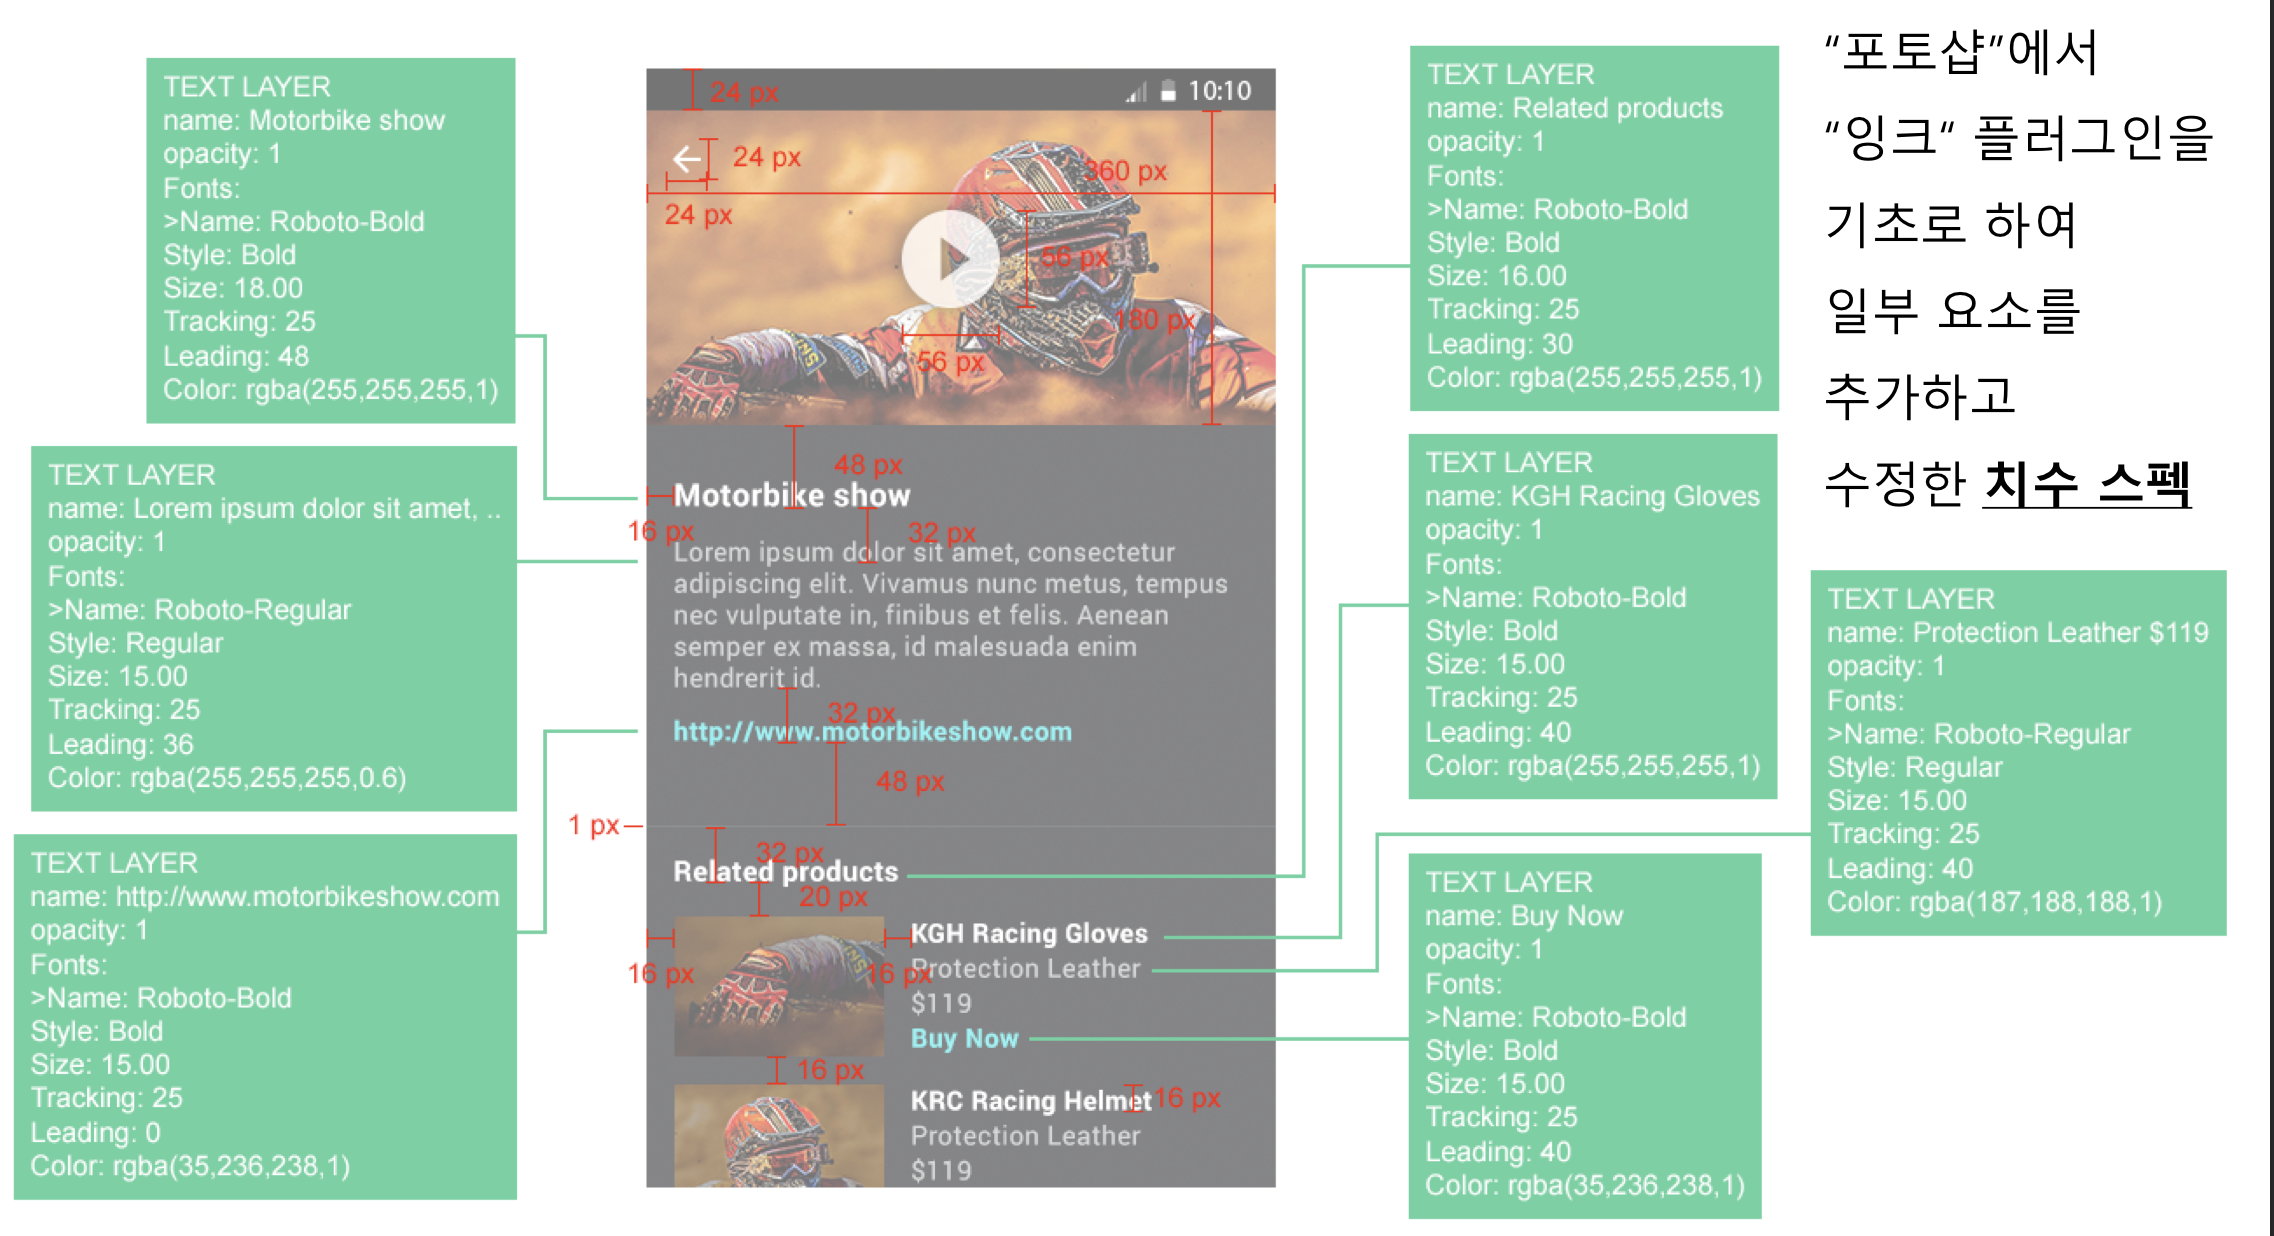 TEXT LAYER
name: Motorbike show
opacity: 1
Fonts:
>Name: Roboto-Bold
Style: Bold
Size: 18.00
Tracking: 25
Leading: 48
Color: rgba(255,255,255,1)
TEXT LAYER
name: Lorem ipsum dolor sit amet, ..
opacity: 1
Fonts:
>Name: Roboto-Regular
Style: Regular
Size: 15.00
Tracking: 25
Leading: 36
Color: rgba(255,255,255,0.6)
TEXT LAYER
name: http://www.motorbikeshow.com
opacity: 1
Fonts:
>Name: Roboto-Bold
Style: Bold
Size: 15.00
Tracking: 25
Leading: 0
Color: rgba(35,236,238,1)
24 px
10:10
24 px
360 px
24 px
56 px
180 px
56 px
48 px
Motorbike show
16 px
32 px
Lorem ipsum dolor sit amet, consectetur
adipiscing elit. Vivamus nunc metus, tempus
nec vulputate in, finibus et felis. Aenean
semper ex massa, id malesuada enim
hendrerit id.
32 px
http://www.motorbikeshow.com
48 px
1 px
32 px
Related products
20 px
KGH Racing Gloves
16 px
16 px
Protection Leather
$119
Buy Now
16 px
KRC Racing Helmet
16 px
Protection Leather
$119
TEXT LAYER
name: Related products
opacity: 1
Fonts:
>Name: Roboto-Bold
Style: Bold
Size: 16.00
Tracking: 25
Leading: 30
Color: rgba(255,255,255,1)
TEXT LAYER
name: KGH Racing Gloves
opacity: 1
Fonts:
>Name: Roboto-Bold
Style: Bold
Size: 15.00
Tracking: 25
Leading: 40
Color: rgba(255,255,255,1)
TEXT LAYER
name: Buy Now
opacity: 1
Fonts:
>Name: Roboto-Bold
Style: Bold
Size: 15.00
Tracking: 25
Leading: 40
Color: rgba(35,236,238,1)
"포토샵"에서
"잉크" 플러그인을
기초로 하여
일부 요소를
추가하고
수정한 치수 스펙
TEXT LAYER
name: Protection Leather $119
opacity: 1
Fonts:
>Name: Roboto-Regular
Style: Regular
Size: 15.00
Tracking: 25
Leading: 40
Color: rgba(187,188,188,1)